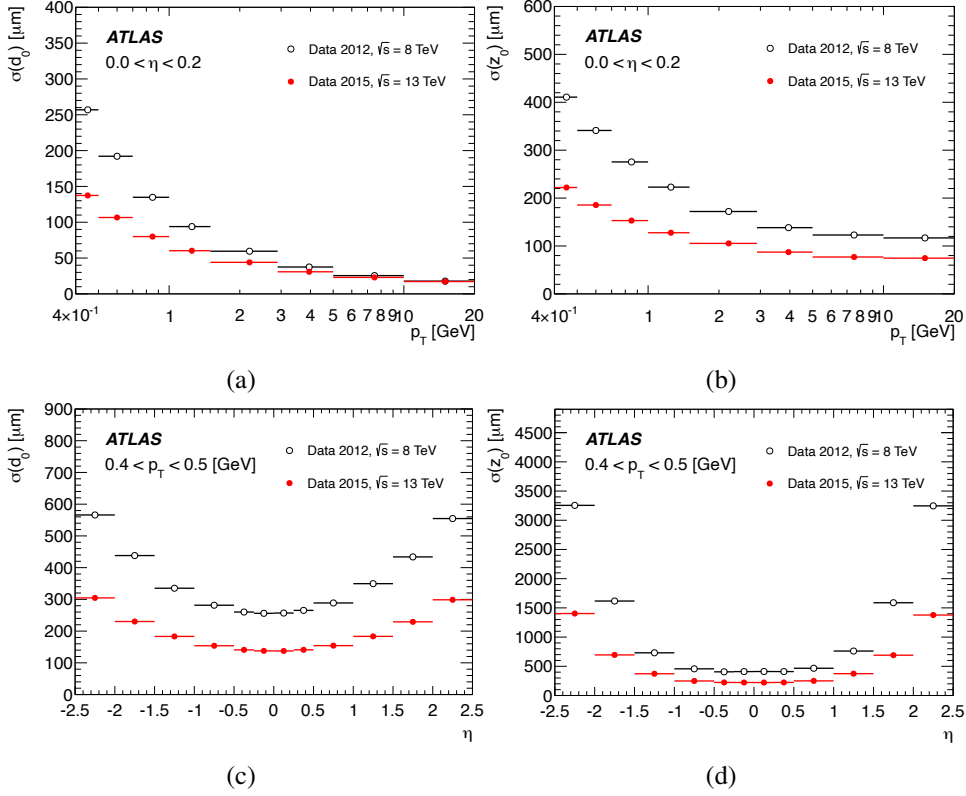 σ(d₀) [μm]
400
350
300
250
200
150
100
50
0
ATLAS
0.0 < η < 0.2
Data 2012, √s = 8 TeV
Data 2015, √s = 13 TeV
4×10⁻¹ 1 2 3 4 5 6 7 8 9 10 20
p_T [GeV]
(a)
σ(z₀) [μm]
600
500
400
300
200
100
0
ATLAS
0.0 < η < 0.2
Data 2012, √s = 8 TeV
Data 2015, √s = 13 TeV
4×10⁻¹ 1 2 3 4 5 6 7 8 9 10 20
p_T [GeV]
(b)
σ(d₀) [μm]
900
800
700
600
500
400
300
200
100
0
ATLAS
0.4 < p_T < 0.5 [GeV]
Data 2012, √s = 8 TeV
Data 2015, √s = 13 TeV
-2.5 -2 -1.5 -1 -0.5 0 0.5 1 1.5 2 2.5
η
(c)
σ(z₀) [μm]
4500
4000
3500
3000
2500
2000
1500
1000
500
0
ATLAS
0.4 < p_T < 0.5 [GeV]
Data 2012, √s = 8 TeV
Data 2015, √s = 13 TeV
-2.5 -2 -1.5 -1 -0.5 0 0.5 1 1.5 2 2.5
η
(d)